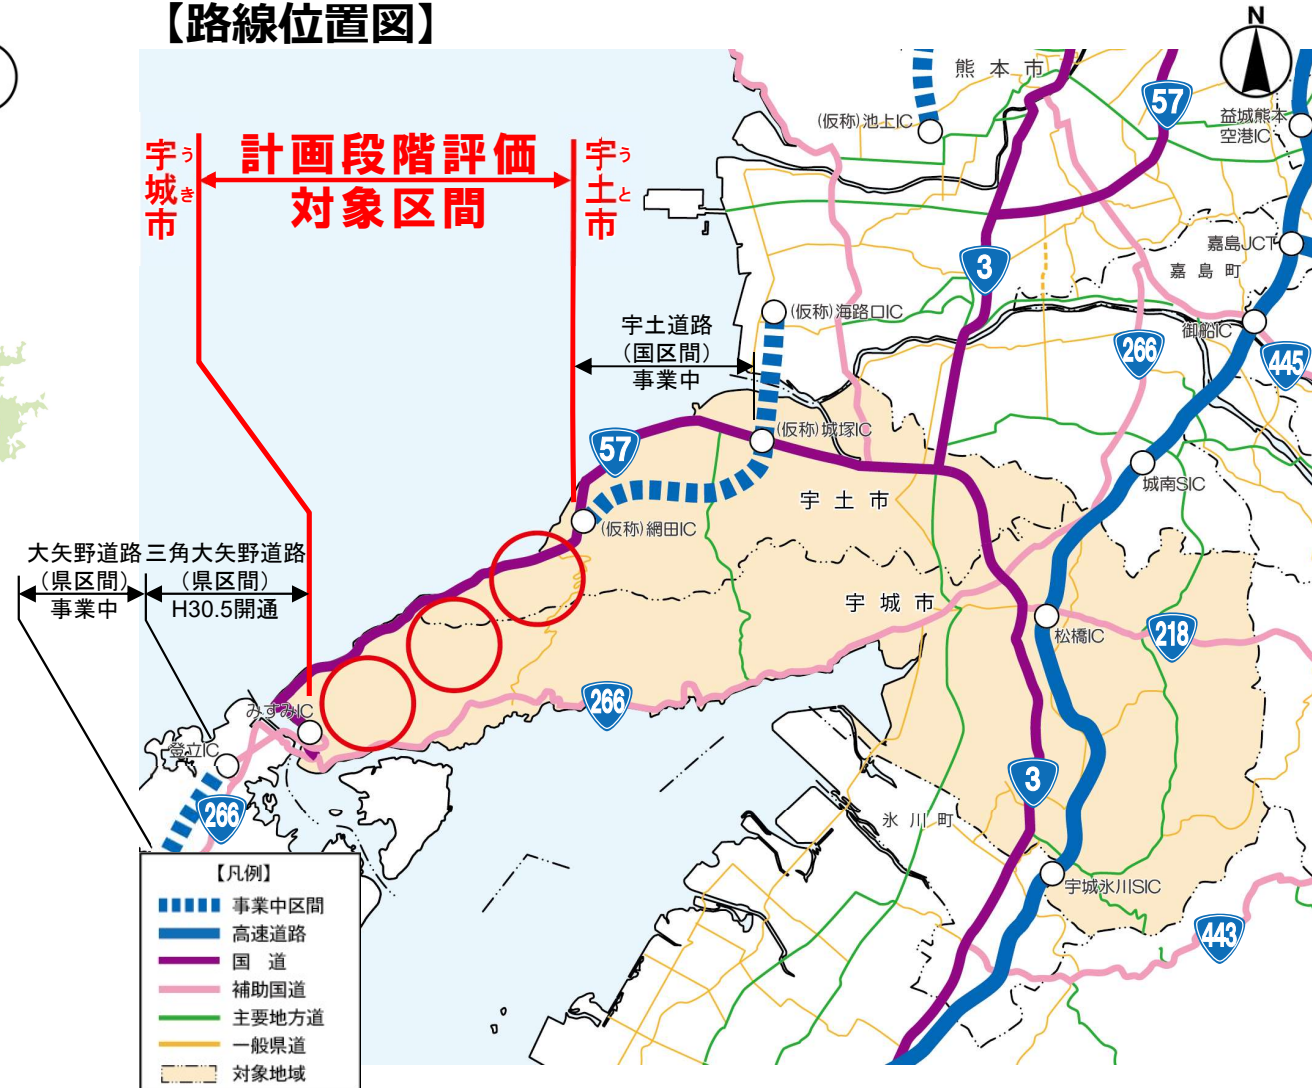 【路線位置図】
N
熊本市
57
(仮称)池上IC
益城熊本
空港IC
計画段階評価
対象区間
宇城市
うき
宇土市
うと
嘉島JCT
嘉島町
3
(仮称)海路口IC
御船IC
宇土道路
(国区間)
事業中
266
445
57
(仮称)城塚IC
城南SIC
宇土市
(仮称)網田IC
大矢野道路
(県区間)
事業中
三角大矢野道路
(県区間)
H30.5開通
宇城市
松橋IC
218
266
みすみIC
登立IC
266
3
氷川町
宇城氷川SIC
443
【凡例】
事業中区間
高速道路
国　道
補助国道
主要地方道
一般県道
対象地域